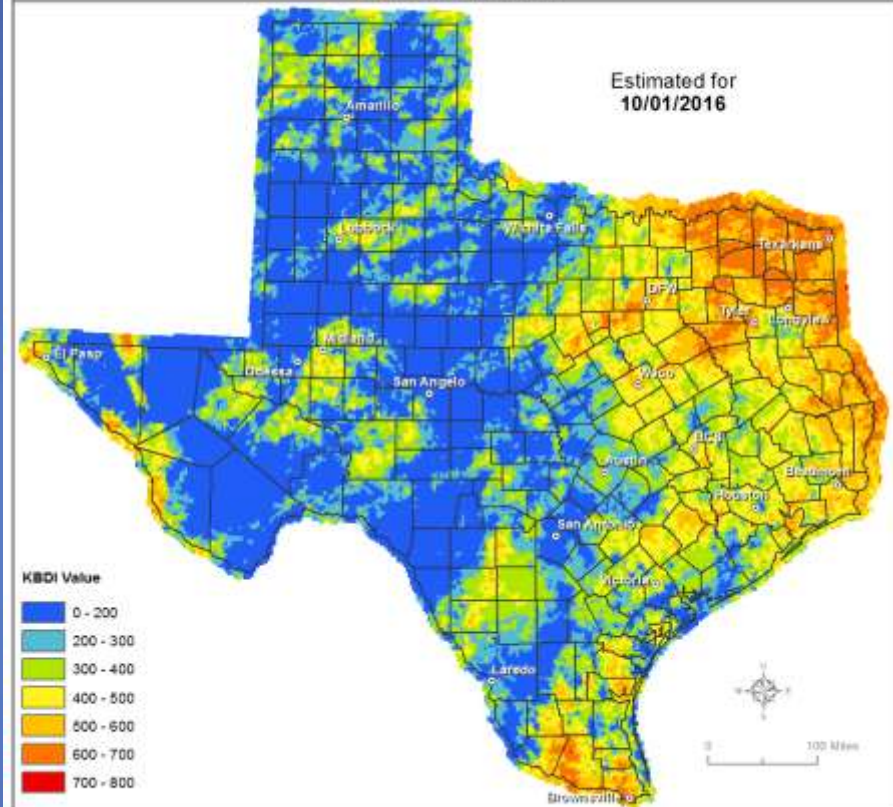 Estimated for
10/01/2016
Amarillo
Lubbock
Wichita Falls
Texarkana
DFW
Tyler
Longview
El Paso
Midland
Odessa
San Angelo
Waco
BCS
Austin
Beaumont
Houston
San Antonio
Victoria
Laredo
Brownsville
KBDI Value
0 - 200
200 - 300
300 - 400
400 - 500
500 - 600
600 - 700
700 - 800
N
W
E
S
0
100 Miles